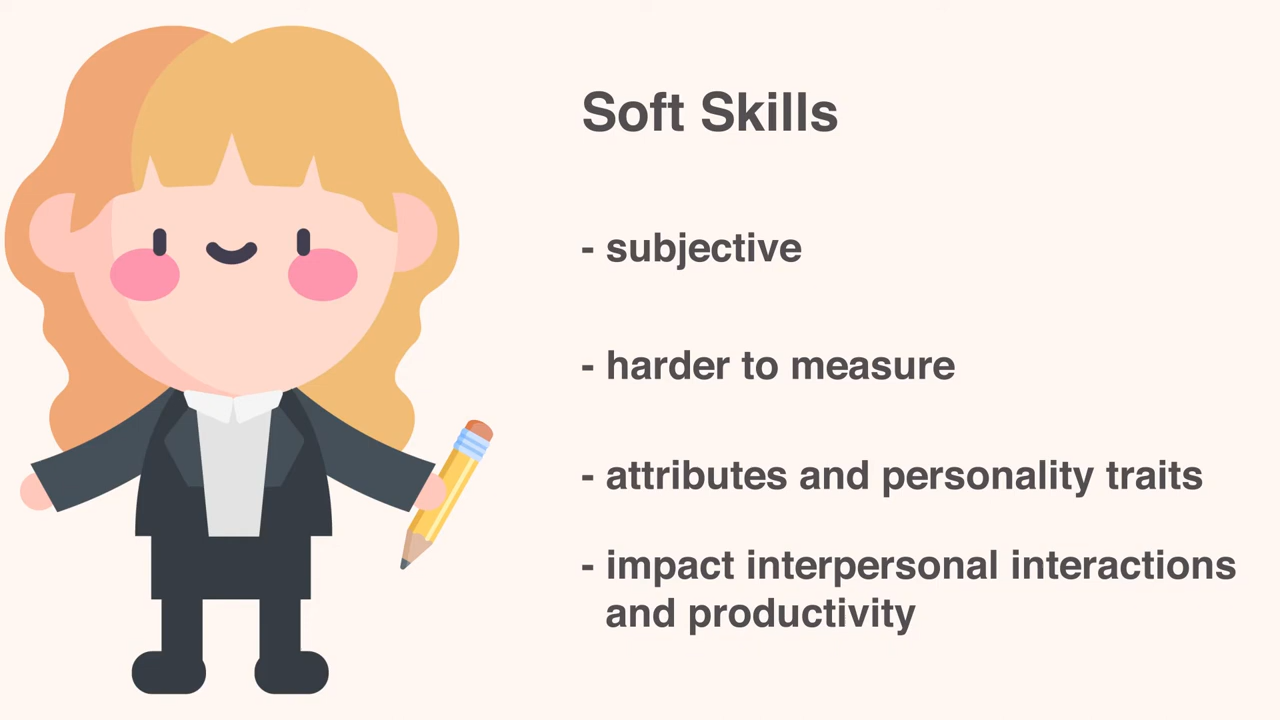 Soft Skills
- subjective
- harder to measure
- attributes and personality traits
- impact interpersonal interactions
and productivity